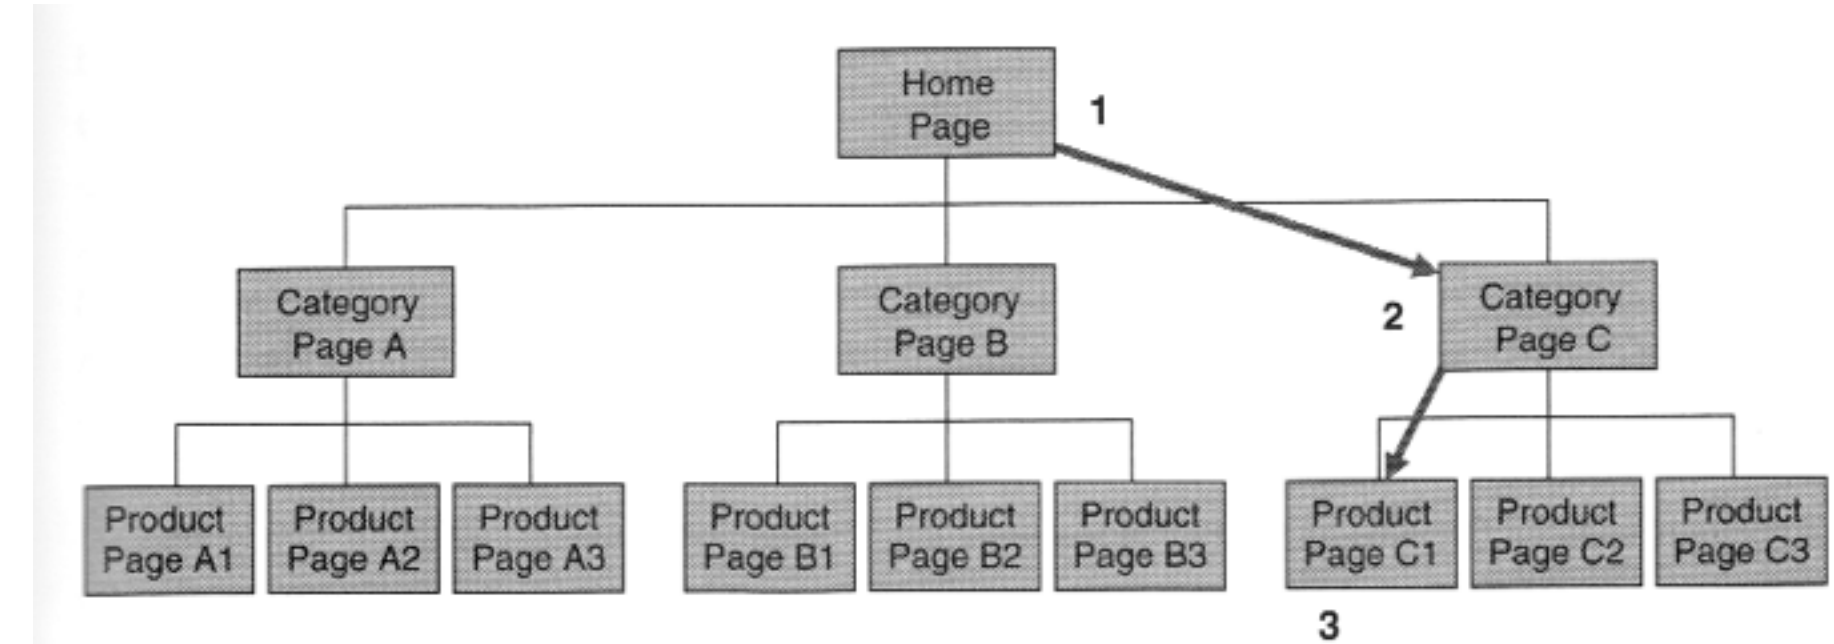 Home
Page
1
Category
Page A
Category
Page B
2
Category
Page C
Product
Page A1
Product
Page A2
Product
Page A3
Product
Page B1
Product
Page B2
Product
Page B3
Product
Page C1
Product
Page C2
Product
Page C3
3